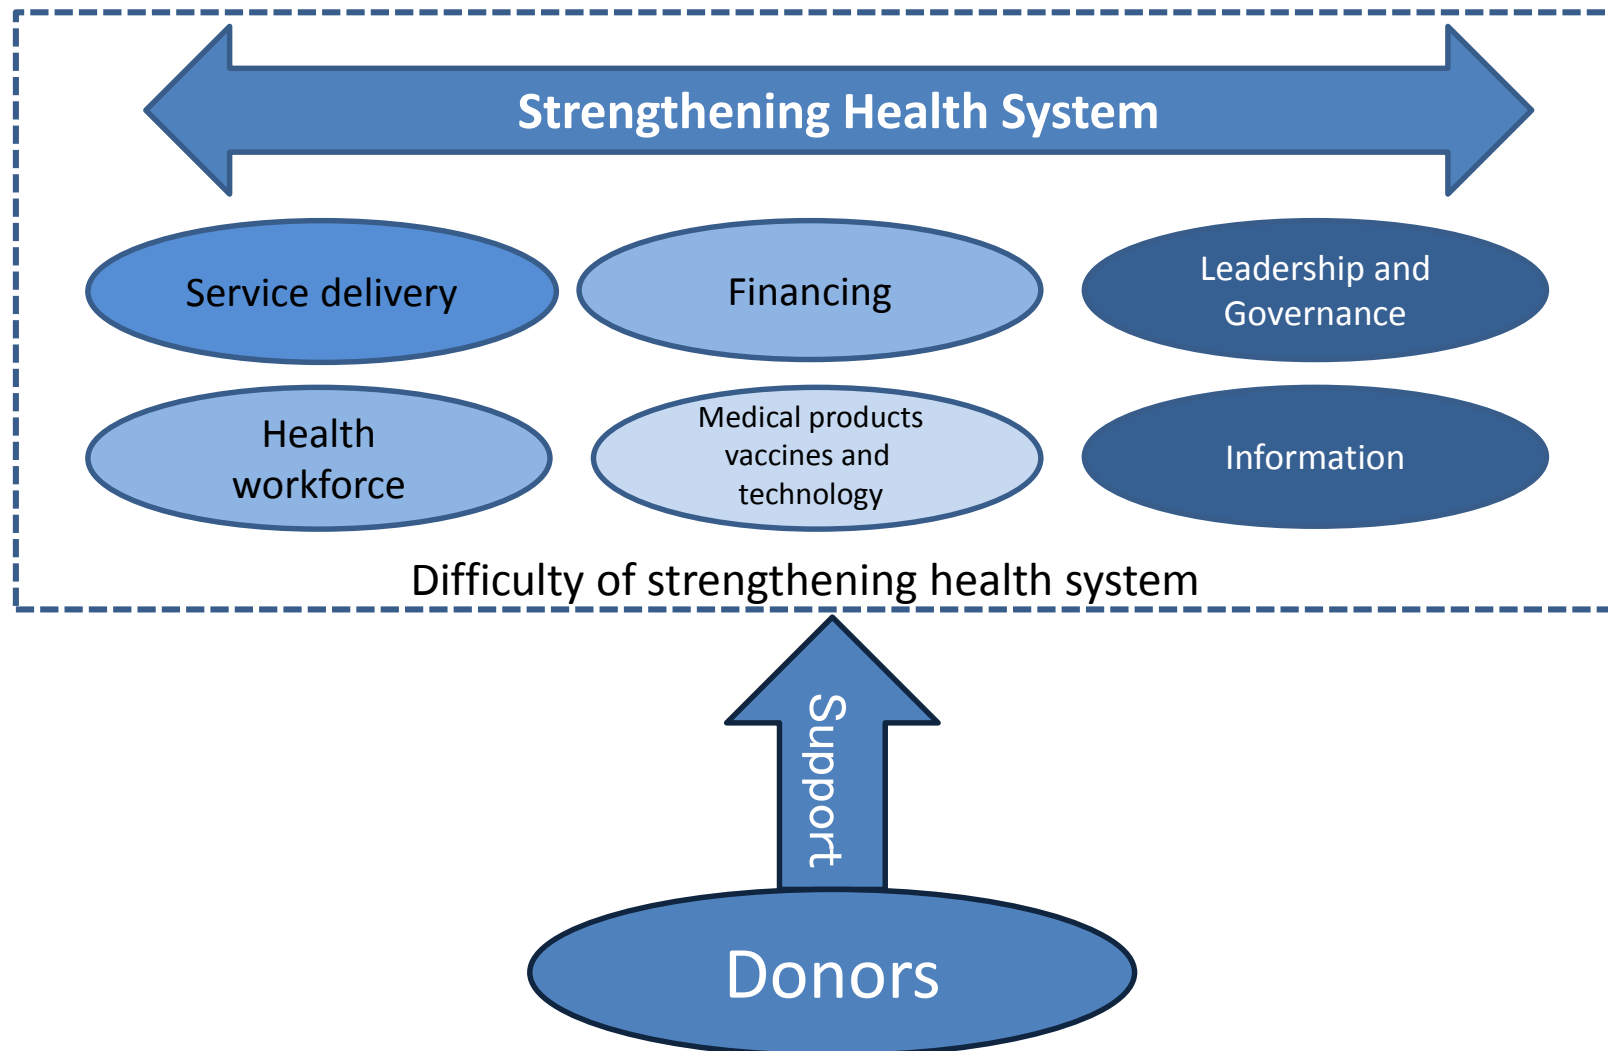 Strengthening Health System
Service delivery
Financing
Leadership and
Governance
Health
workforce
Medical products
vaccines and
technology
Information
Difficulty of strengthening health system
Support
Donors